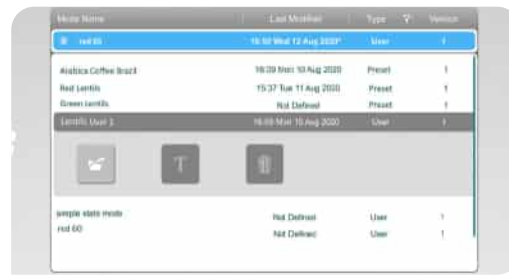 Mode Name Last Modified Type Version
red 65 16:50 Wed 12 Aug 2020* User 1
Arabica Coffee Brazil 16:39 Mon 10 Aug 2020 Preset 1
Red Lentils 15:37 Tue 11 Aug 2020 Preset 1
Green Lentils Not Defined Preset 1
Lentils User 1 Mon 10 Aug 2020 User 1
T
simple static mode Not Defined User 1
red 60 Not Defined User 1